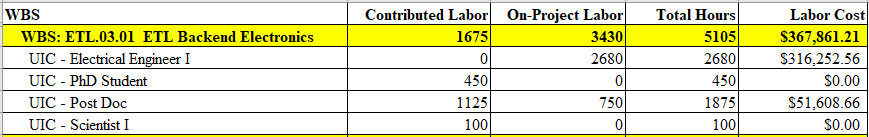 WBS Contributed Labor On-Project Labor Total Hours Labor Cost
WBS: ETL.03.01 ETL Backend Electronics 1675 3430 5105 $367,861.21
UIC - Electrical Engineer I 0 2680 2680 $316,252.56
UIC - PhD Student 450 0 450 $0.00
UIC - Post Doc 1125 750 1875 $51,608.66
UIC - Scientist I 100 0 100 $0.00